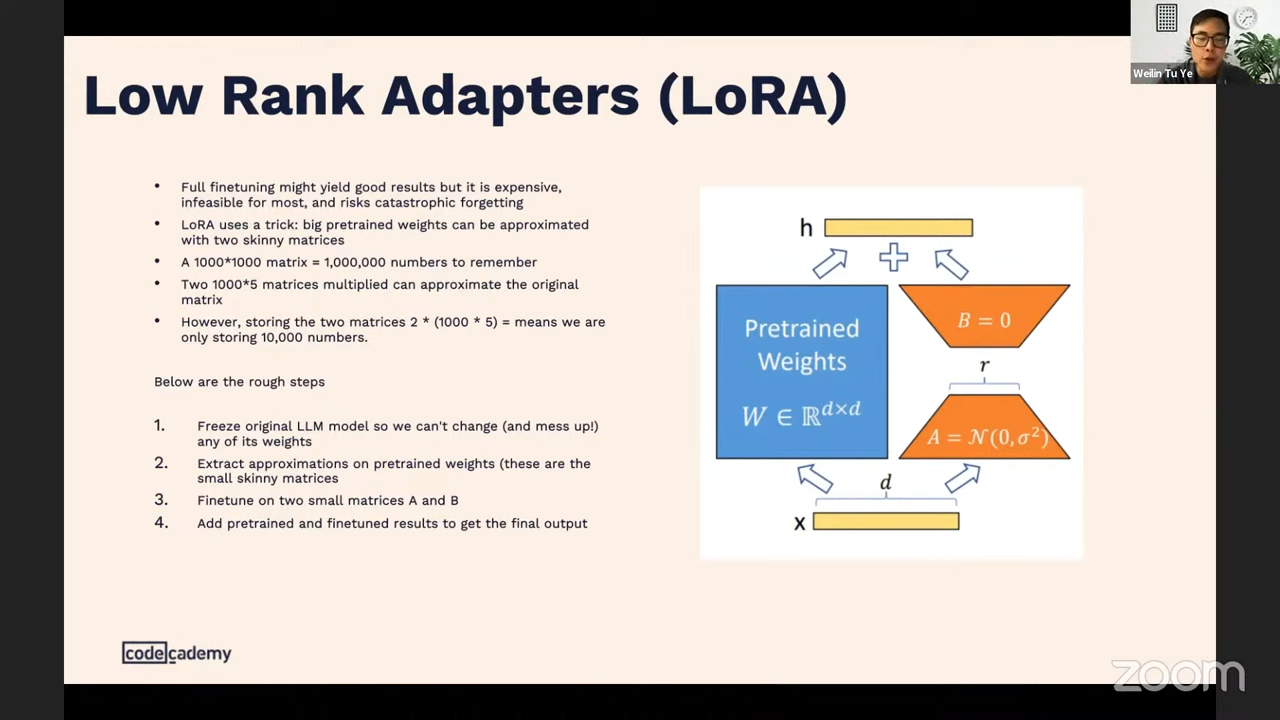 Weilin Tu Ye
Low Rank Adapters (LoRA)
• Full finetuning might yield good results but it is expensive,
infeasible for most, and risks catastrophic forgetting
• LoRA uses a trick: big pretrained weights can be approximated
with two skinny matrices
• A 1000*1000 matrix = 1,000,000 numbers to remember
• Two 1000*5 matrices multiplied can approximate the original
matrix
• However, storing the two matrices 2 * (1000 * 5) = means we are
only storing 10,000 numbers.
Below are the rough steps
1. Freeze original LLM model so we can't change (and mess up!)
any of its weights
2. Extract approximations on pretrained weights (these are the
small skinny matrices
3. Finetune on two small matrices A and B
4. Add pretrained and finetuned results to get the final output
h
Pretrained
Weights
W ∈ ℝ^{d×d}
B = 0
r
A = 𝒩(0, σ²)
d
x
codecademy
zoom